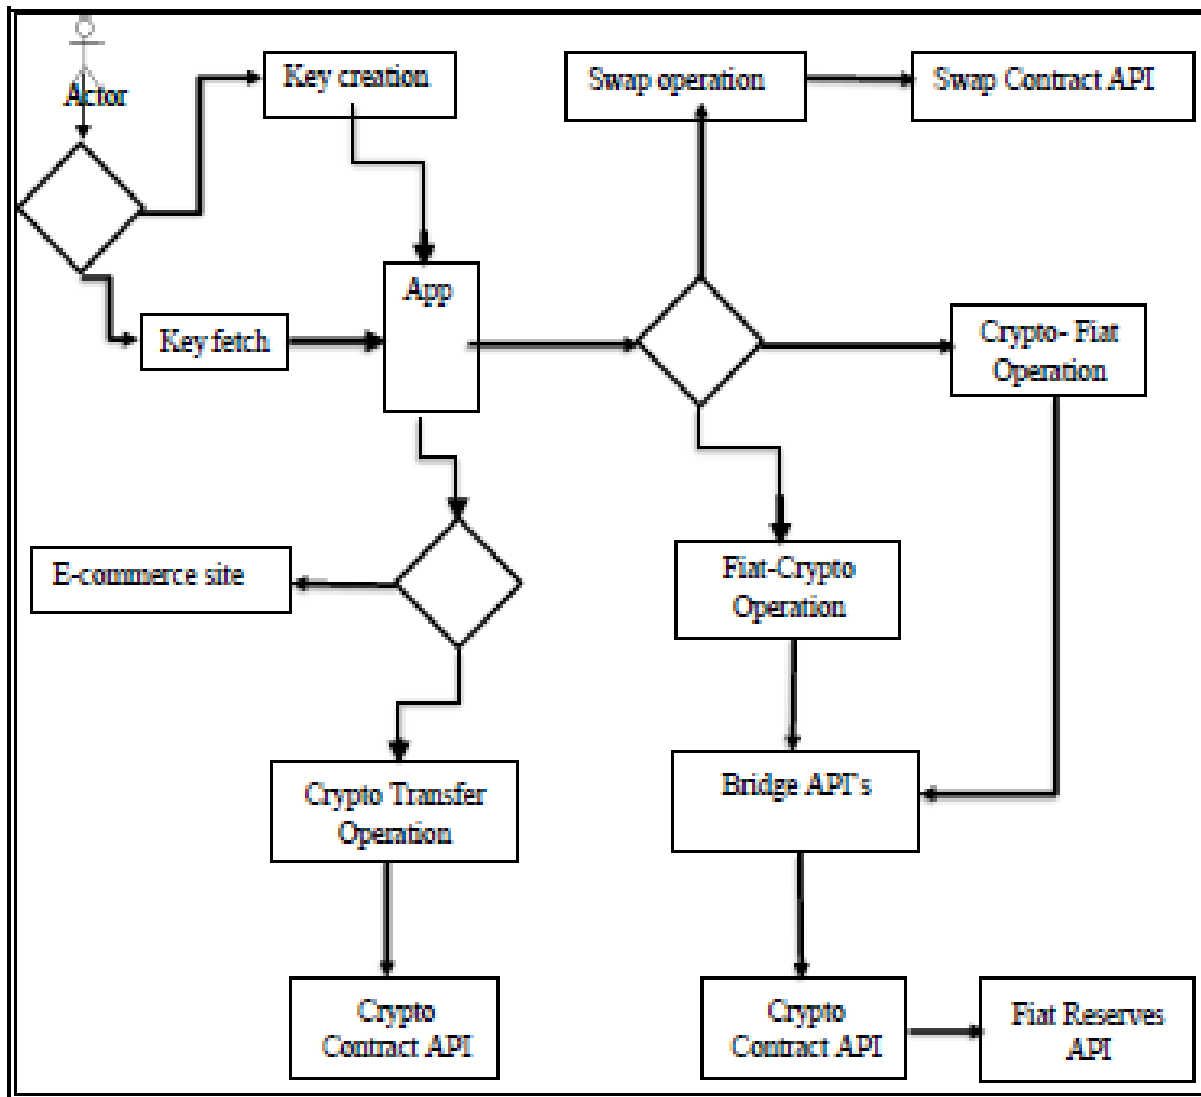 Actor
Key creation
Swap operation
Swap Contract API
Key fetch
App
Crypto- Fiat
Operation
E-commerce site
Fiat-Crypto
Operation
Crypto Transfer
Operation
Bridge API's
Crypto
Contract API
Crypto
Contract API
Fiat Reserves
API